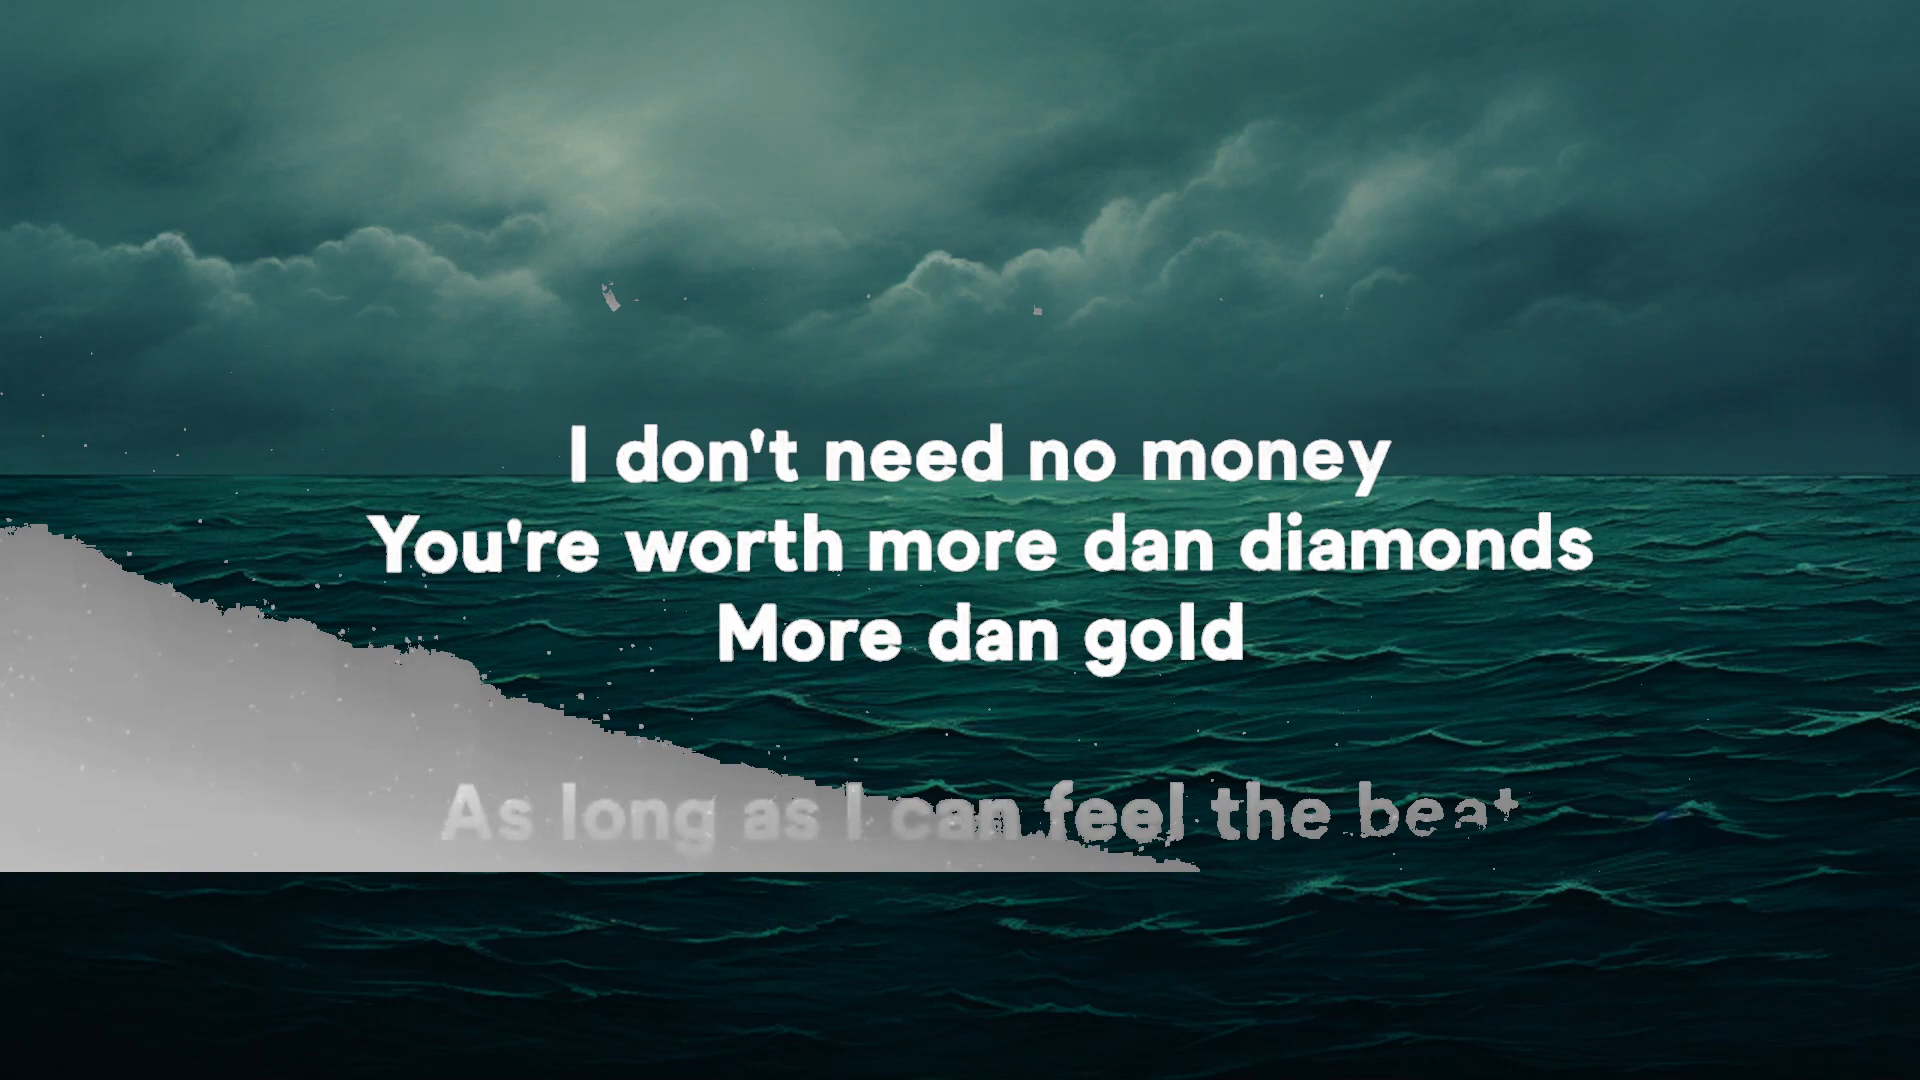 I don't need no money
You're worth more dan diamonds
More dan gold
As long as I can feel the beat